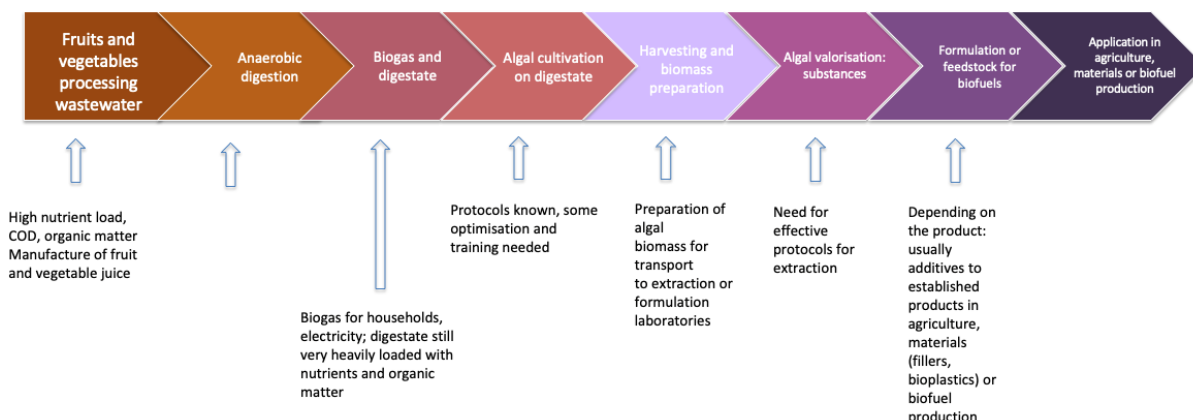 Fruits and
vegetables
processing
wastewater
Anaerobic
digestion
Biogas and
digestate
Algal cultivation
on digestate
Harvesting and
biomass
preparation
Algal valorisation:
substances
Formulation or
feedstock for
biofuels
Application in
agriculture,
materials or biofuel
production
High nutrient load,
COD, organic matter
Manufacture of fruit
and vegetable juice
Biogas for households,
electricity; digestate still
very heavily loaded with
nutrients and organic
matter
Protocols known, some
optimisation and
training needed
Preparation of
algal
biomass for
transport
to extraction or
formulation
laboratories
Need for
effective
protocols for
extraction
Depending on
the product:
usually
additives to
established
products in
agriculture,
materials
(fillers,
bioplastics) or
biofuel
production